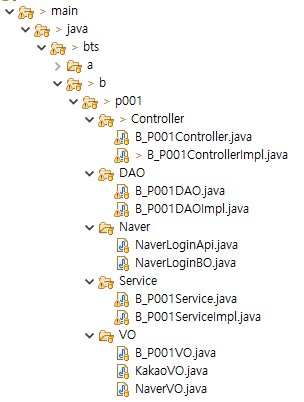 > main
> java
> bts
a
b
> p001
> Controller
B_P001Controller.java
> B_P001ControllerImpl.java
DAO
B_P001DAO.java
B_P001DAOImpl.java
Naver
NaverLoginApi.java
NaverLoginBO.java
Service
B_P001Service.java
B_P001ServiceImpl.java
VO
B_P001VO.java
KakaoVO.java
NaverVO.java